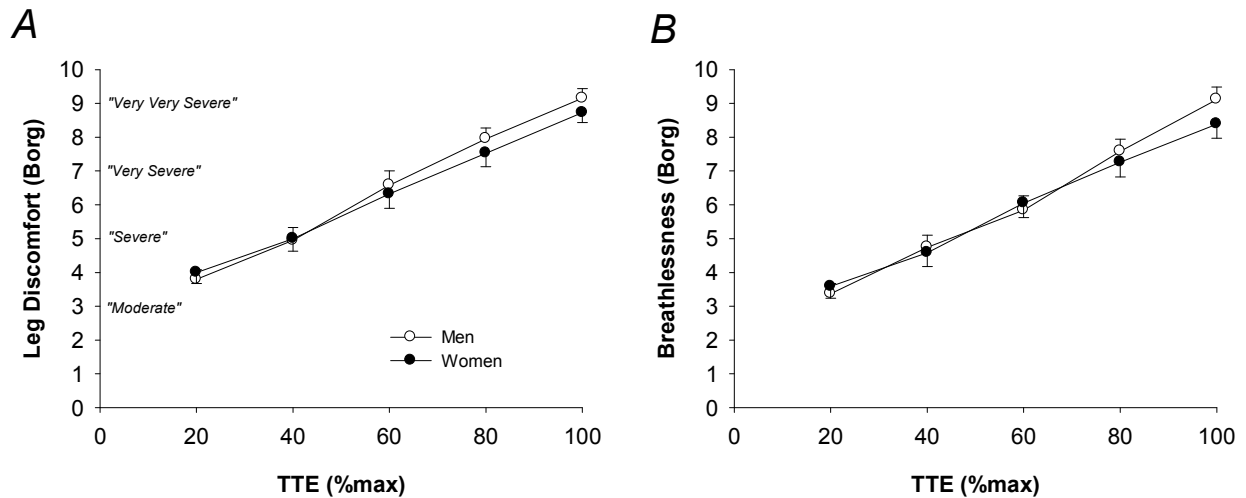 A
Leg Discomfort (Borg)
10
9
8
7
6
5
4
3
2
1
0
"Very Very Severe"
"Very Severe"
"Severe"
"Moderate"
Men
Women
0 20 40 60 80 100
TTE (%max)
B
Breathlessness (Borg)
10
9
8
7
6
5
4
3
2
1
0
0 20 40 60 80 100
TTE (%max)